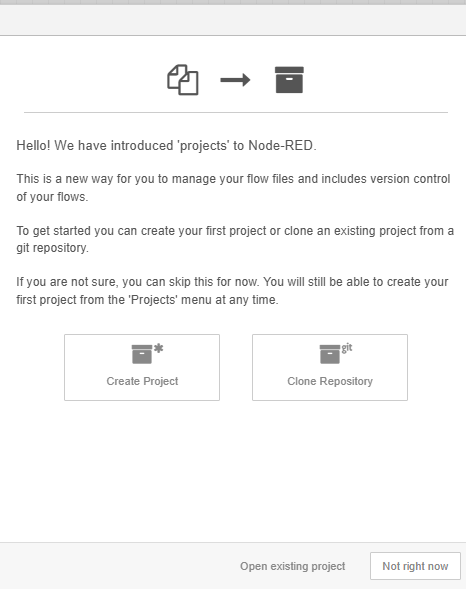 Hello! We have introduced 'projects' to Node-RED.
This is a new way for you to manage your flow files and includes version control
of your flows.
To get started you can create your first project or clone an existing project from a
git repository.
If you are not sure, you can skip this for now. You will still be able to create your
first project from the 'Projects' menu at any time.
git
Create Project
Clone Repository
Open existing project
Not right now